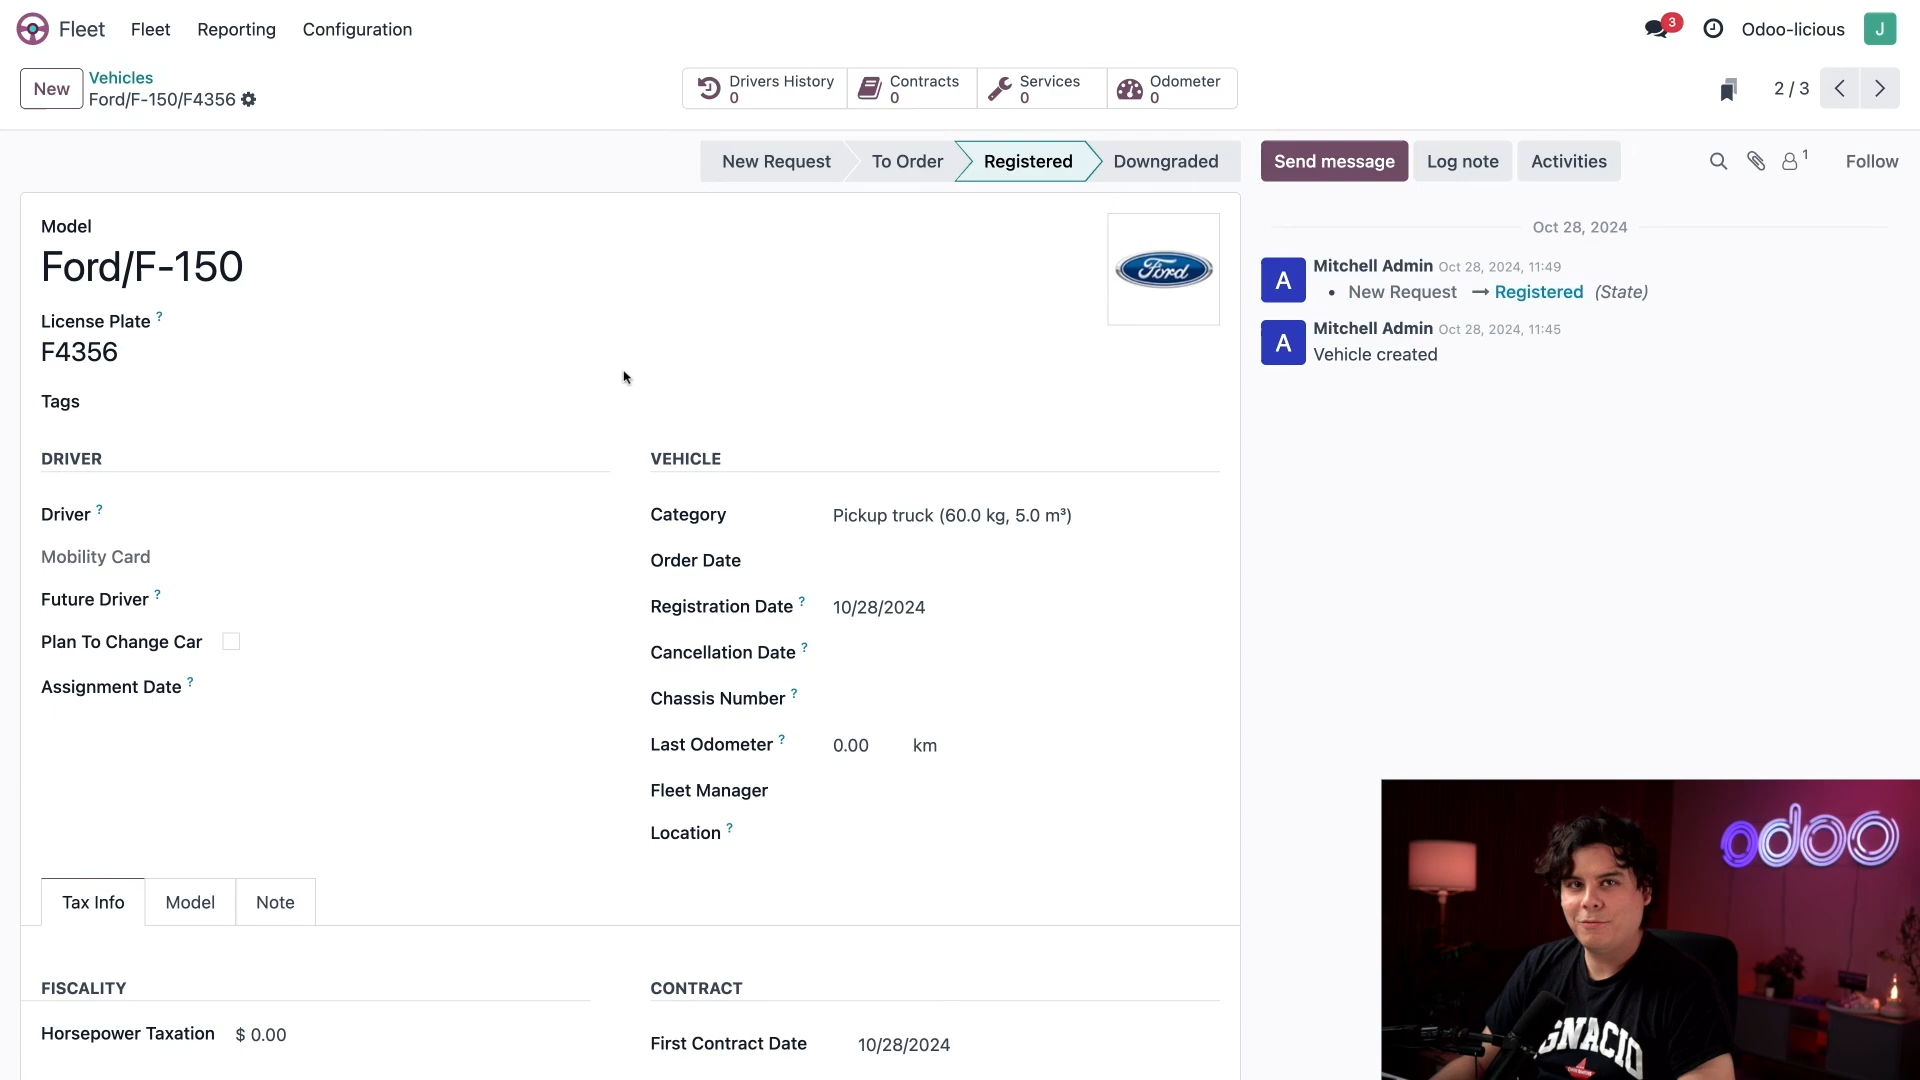 Fleet Fleet Reporting Configuration 3 Odoo-licious J
New Vehicles
Ford/F-150/F4356
Drivers History 0
Contracts 0
Services 0
Odometer 0
2 / 3
New Request To Order Registered Downgraded
Send message Log note Activities 1 Follow
Model
Ford/F-150
Ford
License Plate ?
F4356
Tags
DRIVER
Driver ?
Mobility Card
Future Driver ?
Plan To Change Car
Assignment Date ?
VEHICLE
Category Pickup truck (60.0 kg, 5.0 m³)
Order Date
Registration Date ? 10/28/2024
Cancellation Date ?
Chassis Number ?
Last Odometer ? 0.00 km
Fleet Manager
Location ?
Tax Info Model Note
FISCALITY
Horsepower Taxation $ 0.00
CONTRACT
First Contract Date 10/28/2024
Oct 28, 2024
A Mitchell Admin Oct 28, 2024, 11:49
• New Request → Registered (State)
A Mitchell Admin Oct 28, 2024, 11:45
Vehicle created
odoo
GNACIO